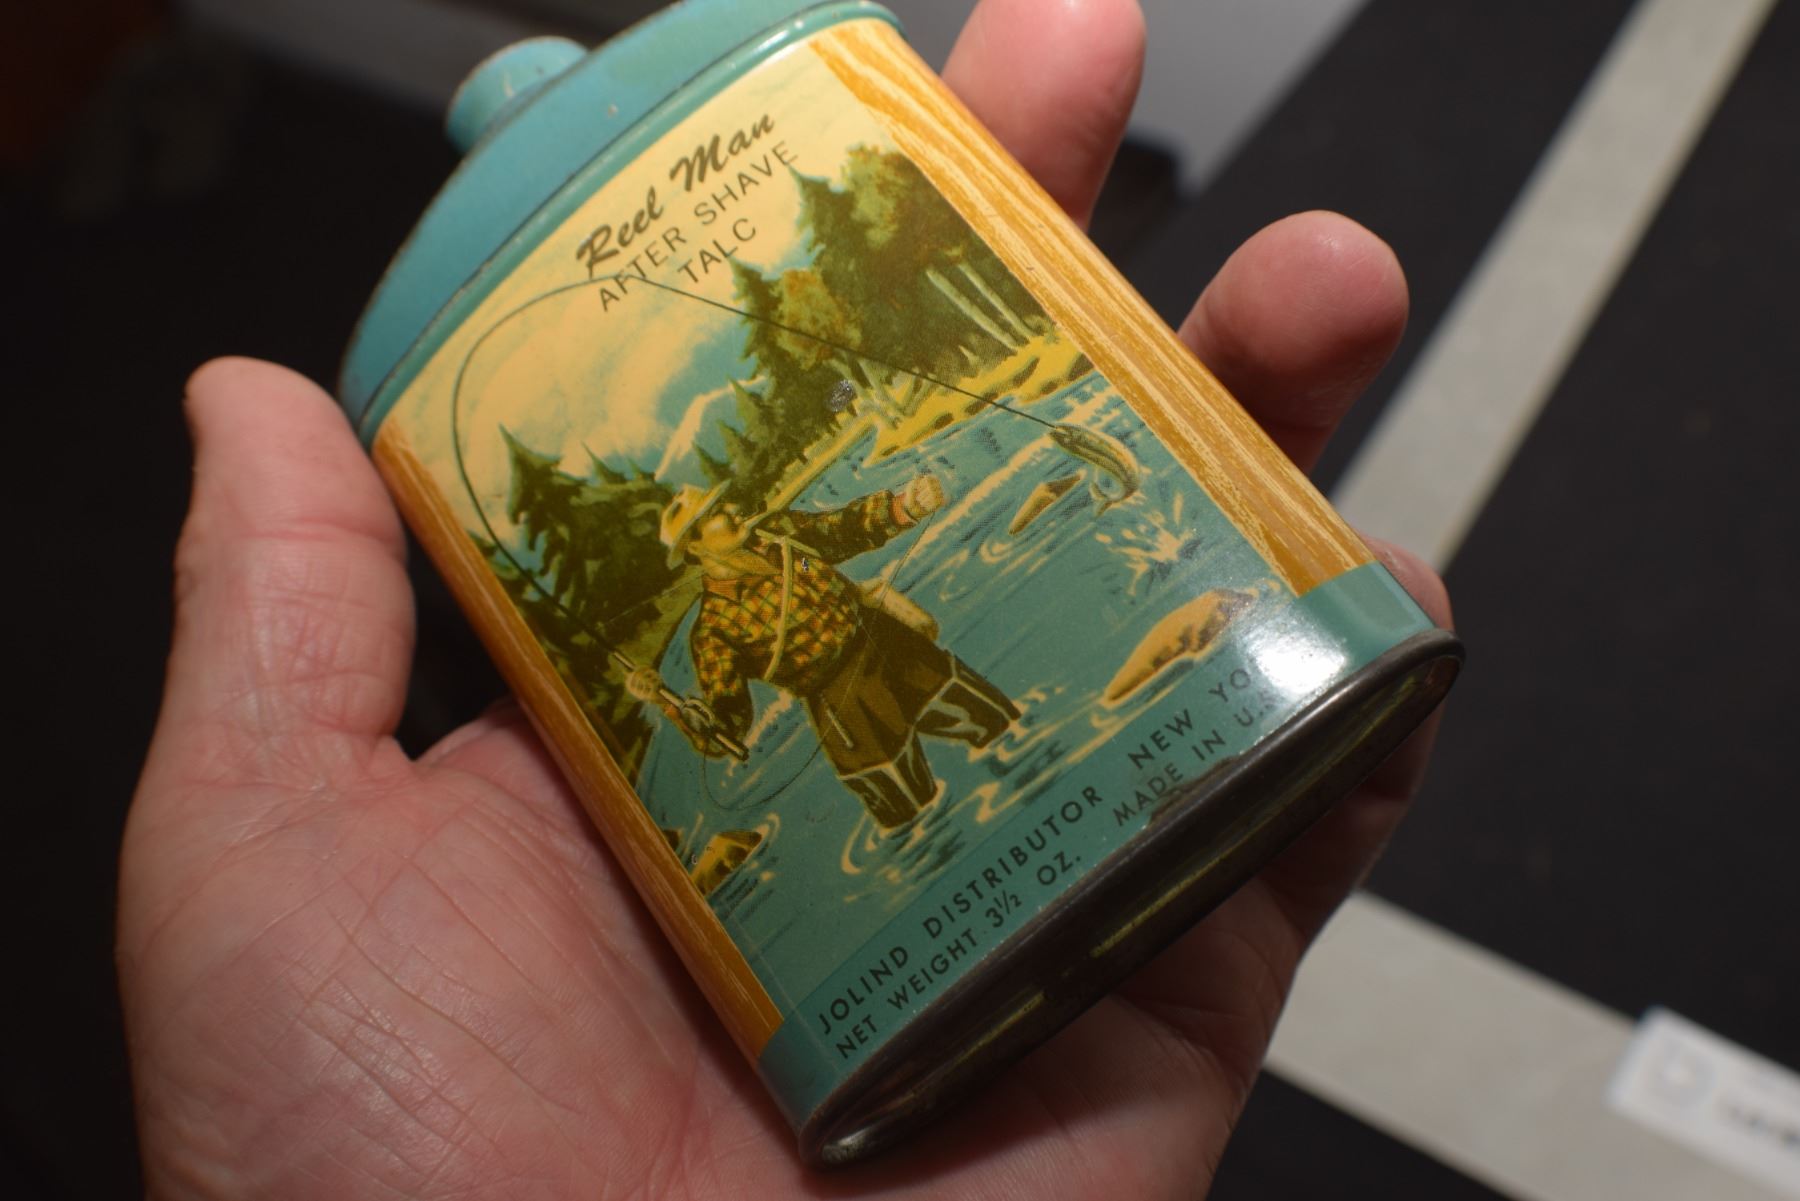 Reel Man
AFTER SHAVE
TALC
JOLIND DISTRIBUTOR NEW YO
NET WEIGHT 3½ OZ. MADE IN U.S